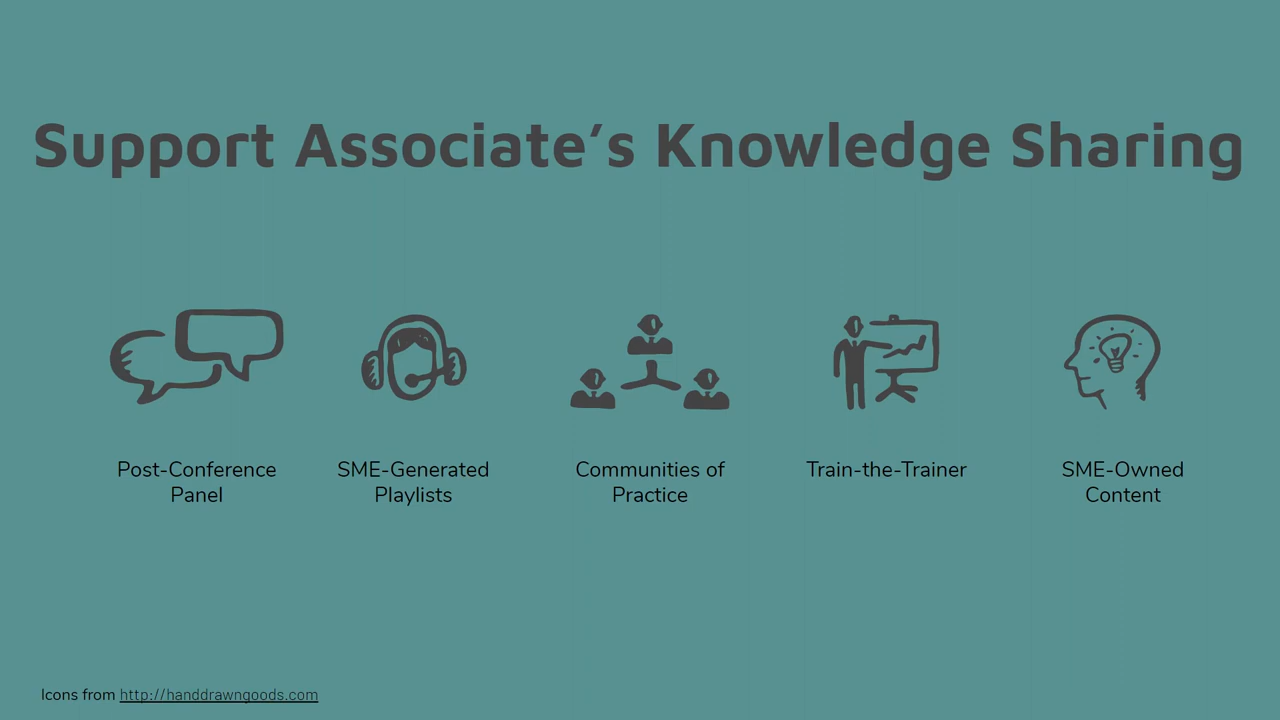 Support Associate’s Knowledge Sharing
Post-Conference
Panel
SME-Generated
Playlists
Communities of
Practice
Train-the-Trainer
SME-Owned
Content
Icons from http://handdrawngoods.com